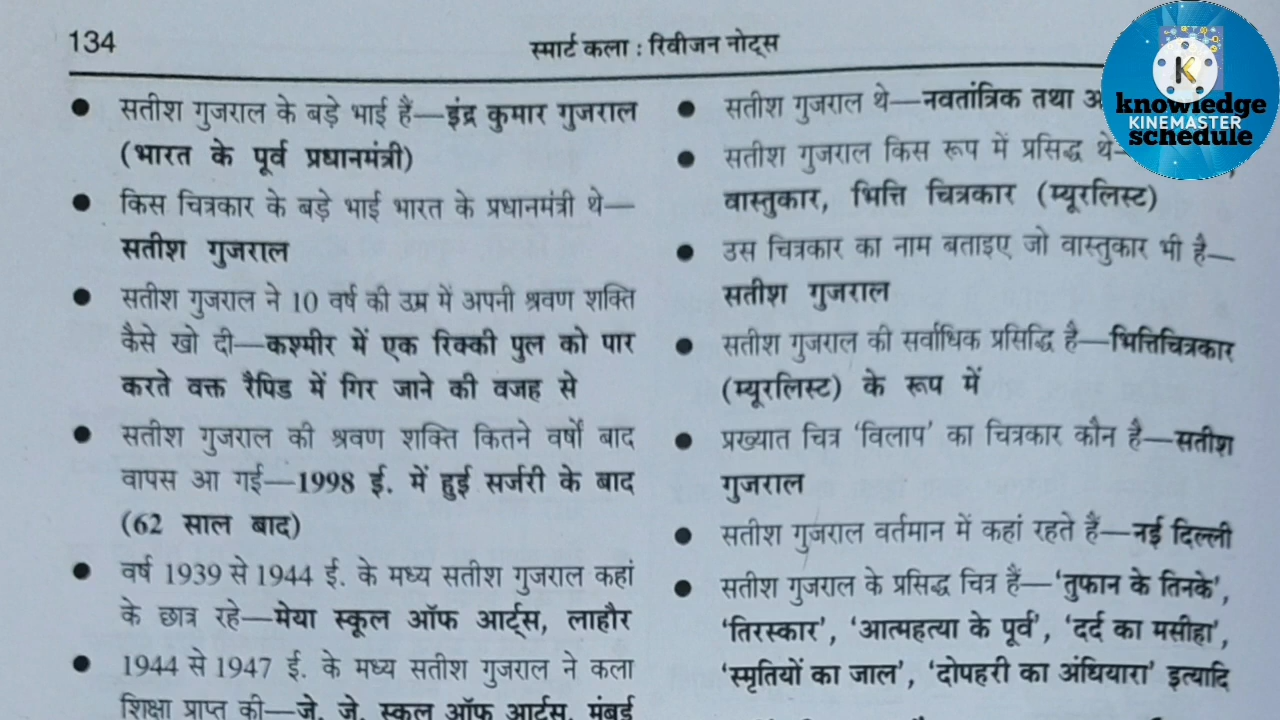 134
स्मार्ट कला : रिवीजन नोट्स
knowledge
KINEMASTER
schedule
K
● सतीश गुजराल के बड़े भाई हैं—इंद्र कुमार गुजराल
(भारत के पूर्व प्रधानमंत्री)
● किस चित्रकार के बड़े भाई भारत के प्रधानमंत्री थे—
सतीश गुजराल
● सतीश गुजराल ने 10 वर्ष की उम्र में अपनी श्रवण शक्ति
कैसे खो दी—कश्मीर में एक रिक्की पुल को पार
करते वक्त रैपिड में गिर जाने की वजह से
● सतीश गुजराल की श्रवण शक्ति कितने वर्षों बाद
वापस आ गई—1998 ई. में हुई सर्जरी के बाद
(62 साल बाद)
● वर्ष 1939 से 1944 ई. के मध्य सतीश गुजराल कहां
के छात्र रहे—मेया स्कूल ऑफ आर्ट्स, लाहौर
● 1944 से 1947 ई. के मध्य सतीश गुजराल ने कला
शिक्षा प्राप्त की—जे. जे. स्कूल ऑफ आर्ट्स, मुंबई
● सतीश गुजराल थे—नवतांत्रिक तथा
● सतीश गुजराल किस रूप में प्रसिद्ध थे—
वास्तुकार, भित्ति चित्रकार (म्यूरलिस्ट)
● उस चित्रकार का नाम बताइए जो वास्तुकार भी है—
सतीश गुजराल
● सतीश गुजराल की सर्वाधिक प्रसिद्धि है—भित्तिचित्रकार
(म्यूरलिस्ट) के रूप में
● प्रख्यात चित्र ‘विलाप’ का चित्रकार कौन है—सतीश
गुजराल
● सतीश गुजराल वर्तमान में कहां रहते हैं—नई दिल्ली
● सतीश गुजराल के प्रसिद्ध चित्र हैं—‘तुफान के तिनके’,
‘तिरस्कार’, ‘आत्महत्या के पूर्व’, ‘दर्द का मसीहा’,
‘स्मृतियों का जाल’, ‘दोपहरी का अंधियारा’ इत्यादि